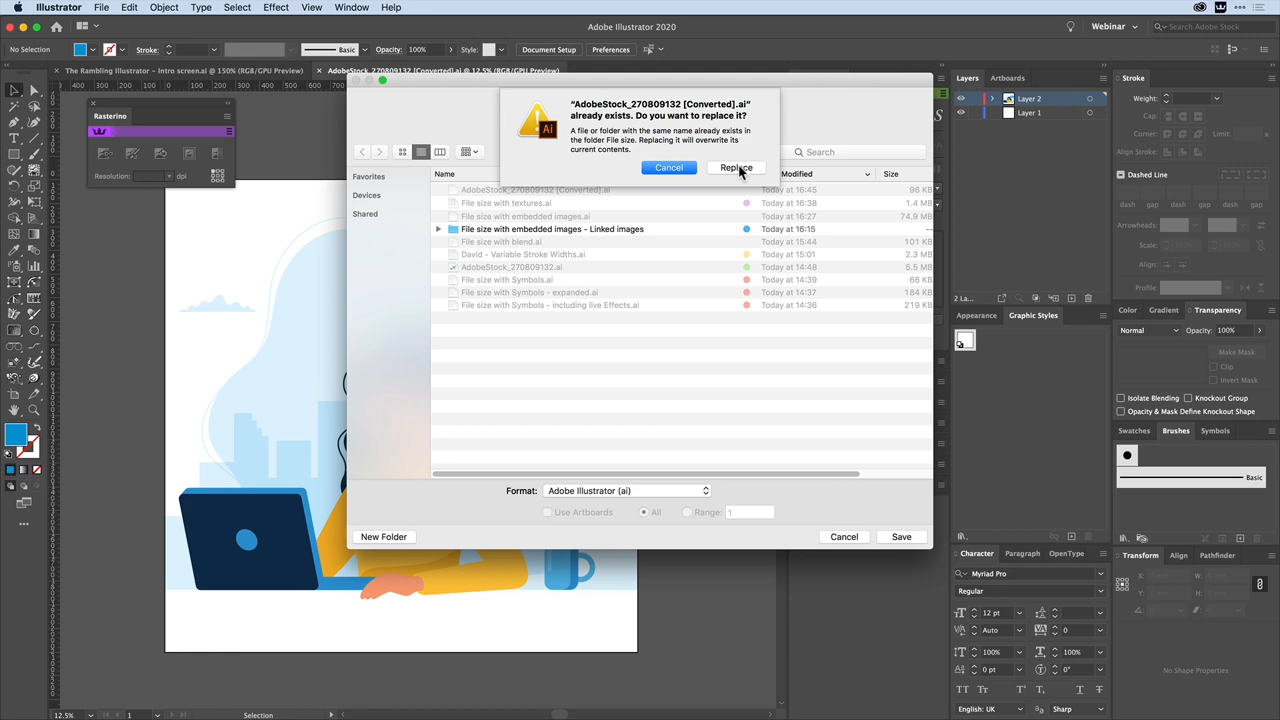 Illustrator File Edit Object Type Select Effect View Window Help
Adobe Illustrator 2020
Webinar
Search Adobe Stock
No Selection
Stroke:
Basic
Opacity: 100%
Style:
Document Setup
Preferences
The Rambling Illustrator - Intro screen.ai @ 150% (RGB/GPU Preview)
AdobeStock_270809132 [Converted].ai @ 12.5% (RGB/GPU Preview)
Rasterino
Resolution: dpi
"AdobeStock_270809132 [Converted].ai"
already exists. Do you want to replace it?
A file or folder with the same name already exists in
the folder File size. Replacing it will overwrite its
current contents.
Cancel
Replace
Search
Favorites
Devices
Shared
Name
Modified
Size
AdobeStock_270809132 [Converted].ai Today at 16:45 96 KB
File size with textures.ai Today at 16:38 1.4 MB
File size with embedded images.ai Today at 16:27 74.9 MB
File size with embedded images - Linked images Today at 16:15 --
File size with blend.ai Today at 15:44 101 KB
David - Variable Stroke Widths.ai Today at 15:01 2.3 MB
AdobeStock_270809132.ai Today at 14:48 5.5 MB
File size with Symbols.ai Today at 14:39 66 KB
File size with Symbols - expanded.ai Today at 14:37 184 KB
File size with Symbols - including live Effects.ai Today at 14:36 219 KB
Format: Adobe Illustrator (ai)
Use Artboards
All
Range: 1
New Folder
Cancel
Save
Layers Artboards
Layer 2
Layer 1
2 La...
Appearance Graphic Styles
Stroke
Weight:
Cap:
Corner: Limit:
Align Stroke:
Dashed Line
dash gap dash gap dash gap
Arrowheads:
Scale:
Align:
Profile:
Color Gradient Transparency
Normal Opacity: 100%
Make Mask
Clip
Invert Mask
Isolate Blending Knockout Group
Opacity & Mask Define Knockout Shape
Swatches Brushes Symbols
Basic
Character Paragraph OpenType
Myriad Pro
Regular
12 pt
Auto 0
100% 100%
0 pt 0°
English: UK Sharp
Transform Align Pathfinder
X: W:
Y: H:
No Shape Properties
12.5% 1 Selection